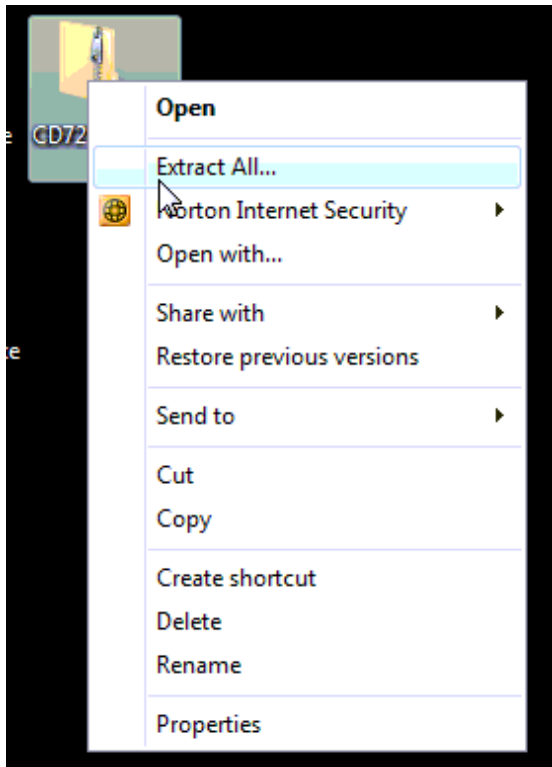 CD72
Open
Extract All...
Norton Internet Security
Open with...
Share with
Restore previous versions
Send to
Cut
Copy
Create shortcut
Delete
Rename
Properties